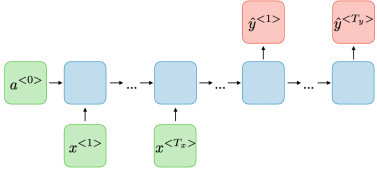 ŷ<1> ŷ<Ty>
a<0> ... ... ...
x<1> x<Tx>